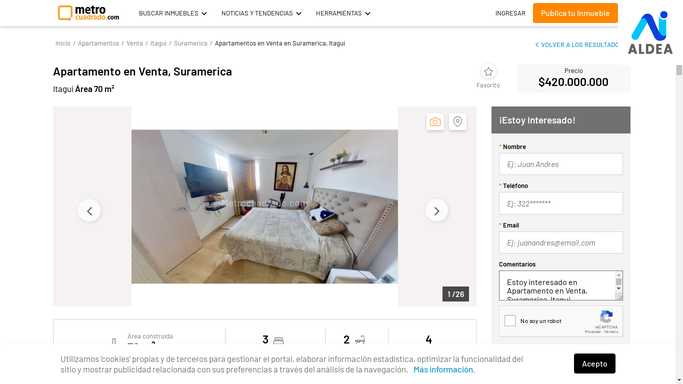 metro
cuadrado.com
BUSCAR INMUEBLES
NOTICIAS Y TENDENCIAS
HERRAMIENTAS
INGRESAR
Publica tu Inmueble
AI
ALDEA
Inicio / Apartamentos / Venta / Itagui / Suramerica / Apartamentos en Venta en Suramerica, Itagui
VOLVER A LOS RESULTADO
Apartamento en Venta, Suramerica
Itagui Área 70 m²
Favorito
Precio
$420.000.000
Metrocuadrado.com
1 / 26
¡Estoy Interesado!
* Nombre
Ej: Juan Andres
* Teléfono
Ej: 322*******
* Email
Ej: juanandres@email.com
Comentarios
Estoy interesado en
Apartamento en Venta,
Suramerica, Itagui
No soy un robot
reCAPTCHA
Privacidad - Términos
Área construida
3
2
4
Utilizamos 'cookies' propias y de terceros para gestionar el portal, elaborar información estadística, optimizar la funcionalidad del
sitio y mostrar publicidad relacionada con sus preferencias a través del análisis de la navegación. Más información.
Acepto